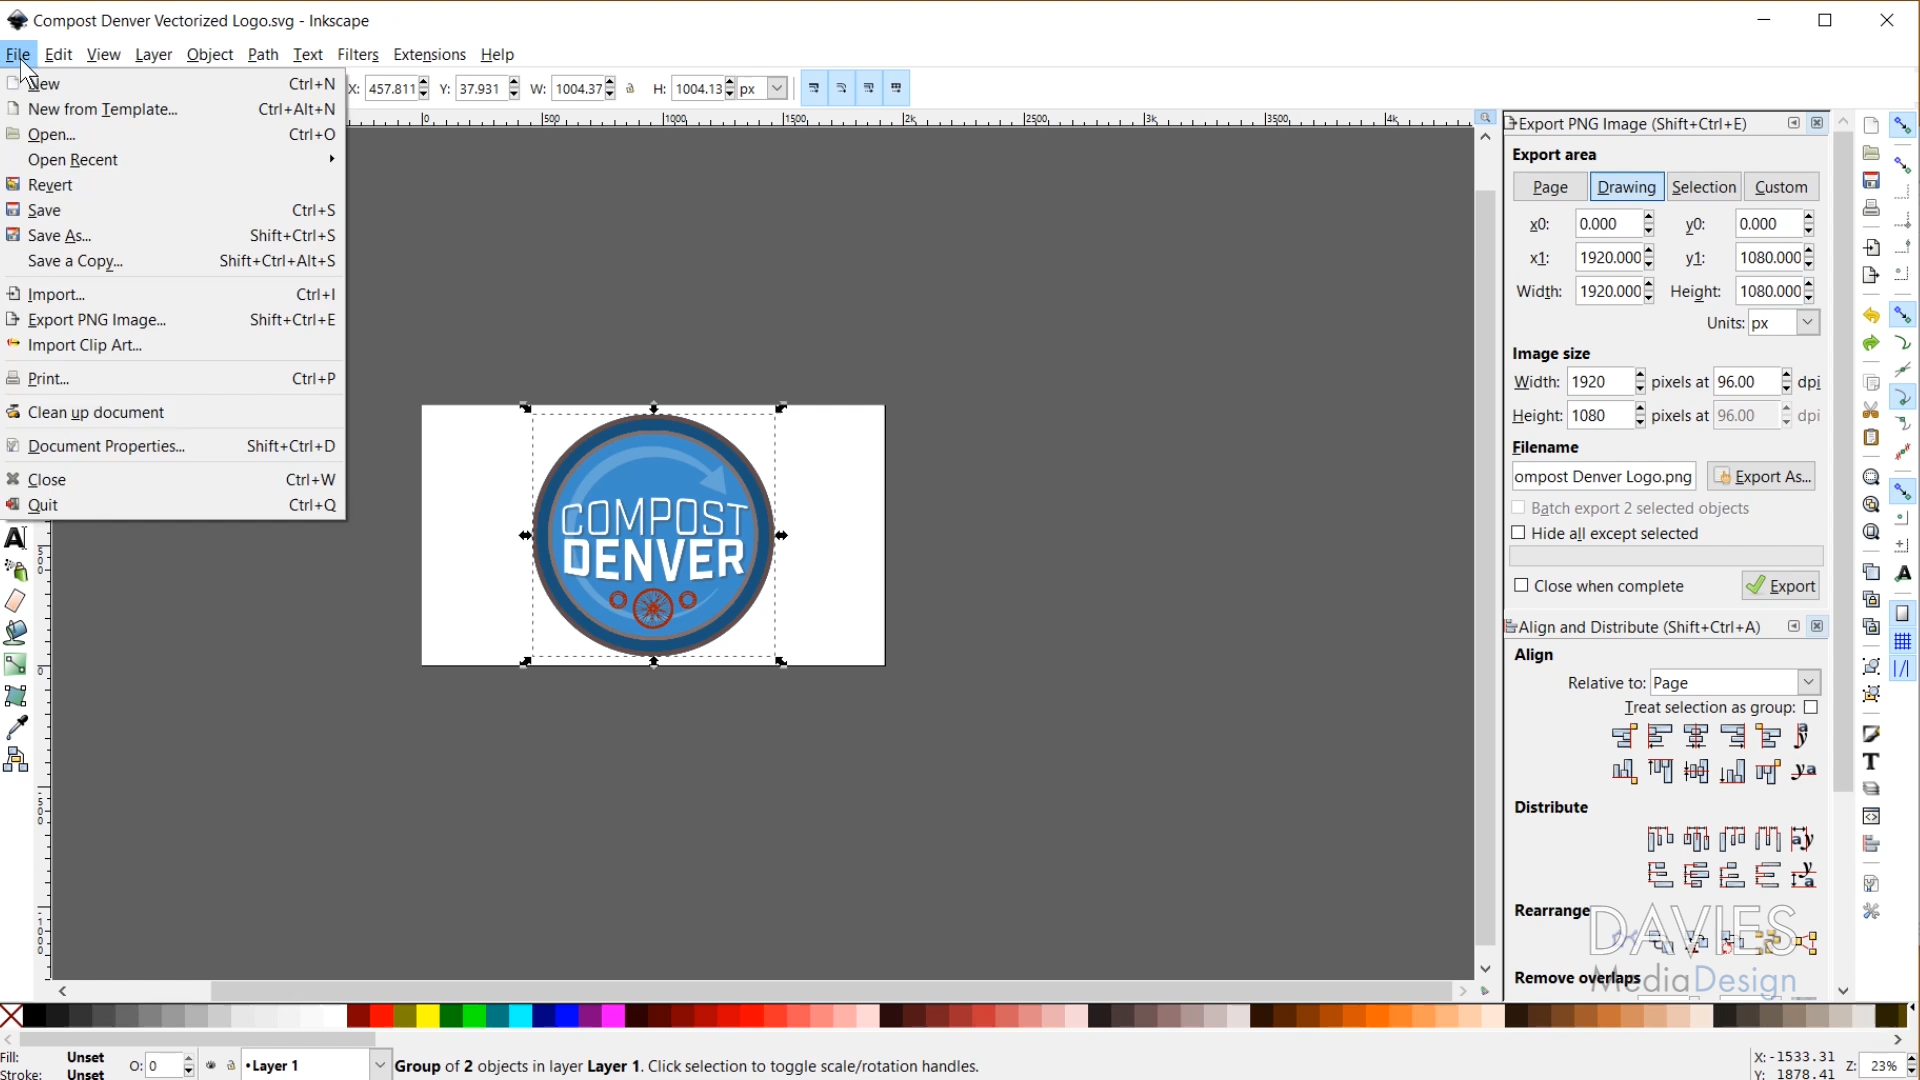 Compost Denver Vectorized Logo.svg - Inkscape
File Edit View Layer Object Path Text Filters Extensions Help
New Ctrl+N
New from Template... Ctrl+Alt+N
Open... Ctrl+O
Open Recent
Revert
Save Ctrl+S
Save As... Shift+Ctrl+S
Save a Copy... Shift+Ctrl+Alt+S
Import... Ctrl+I
Export PNG Image... Shift+Ctrl+E
Import Clip Art...
Print... Ctrl+P
Clean up document
Document Properties... Shift+Ctrl+D
Close Ctrl+W
Quit Ctrl+Q
X: 457.811 Y: 37.931 W: 1004.37 H: 1004.13 px
0 500 1000 1500 2k 2500 3k 3500 4k
COMPOST
DENVER
Export PNG Image (Shift+Ctrl+E)
Export area
Page Drawing Selection Custom
x0: 0.000 y0: 0.000
x1: 1920.000 y1: 1080.000
Width: 1920.000 Height: 1080.000
Units: px
Image size
Width: 1920 pixels at 96.00 dpi
Height: 1080 pixels at 96.00 dpi
Filename
ompost Denver Logo.png Export As...
Batch export 2 selected objects
Hide all except selected
Close when complete Export
Align and Distribute (Shift+Ctrl+A)
Align
Relative to: Page
Treat selection as group:
Distribute
Rearrange
Remove overlaps
DAVIES
MediaDesign
Fill: Unset
Stroke: Unset
O: 0
•Layer 1
Group of 2 objects in layer Layer 1. Click selection to toggle scale/rotation handles.
X: -1533.31
Y: 1878.41
Z: 23%